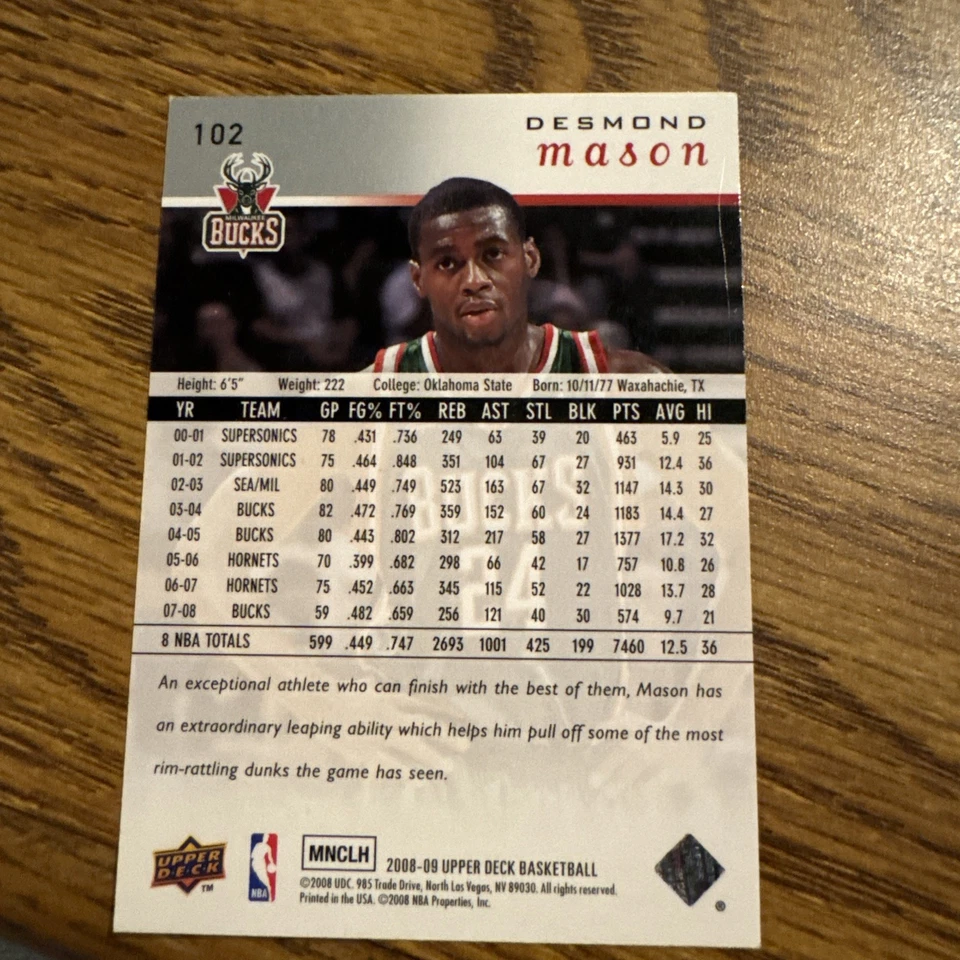 102
DESMOND
mason
MILWAUKEE
BUCKS
Height: 6'5" Weight: 222 College: Oklahoma State Born: 10/11/77 Waxahachie, TX
YR TEAM GP FG% FT% REB AST STL BLK PTS AVG HI
00-01 SUPERSONICS 78 .431 .736 249 63 39 20 463 5.9 25
01-02 SUPERSONICS 75 .464 .848 351 104 67 27 931 12.4 36
02-03 SEA/MIL 80 .449 .749 523 163 67 32 1147 14.3 30
03-04 BUCKS 82 .472 .769 359 152 60 24 1183 14.4 27
04-05 BUCKS 80 .443 .802 312 217 58 27 1377 17.2 32
05-06 HORNETS 70 .399 .682 298 66 42 17 757 10.8 26
06-07 HORNETS 75 .452 .663 345 115 52 22 1028 13.7 28
07-08 BUCKS 59 .482 .659 256 121 40 30 574 9.7 21
8 NBA TOTALS 599 .449 .747 2693 1001 425 199 7460 12.5 36
BUCKS
24
An exceptional athlete who can finish with the best of them, Mason has
an extraordinary leaping ability which helps him pull off some of the most
rim-rattling dunks the game has seen.
UPPER
DECK
TM
NBA
MNCLH
2008-09 UPPER DECK BASKETBALL
©2008 UDC. 985 Trade Drive, North Las Vegas, NV 89030. All rights reserved.
Printed in the USA. ©2008 NBA Properties, Inc.
®